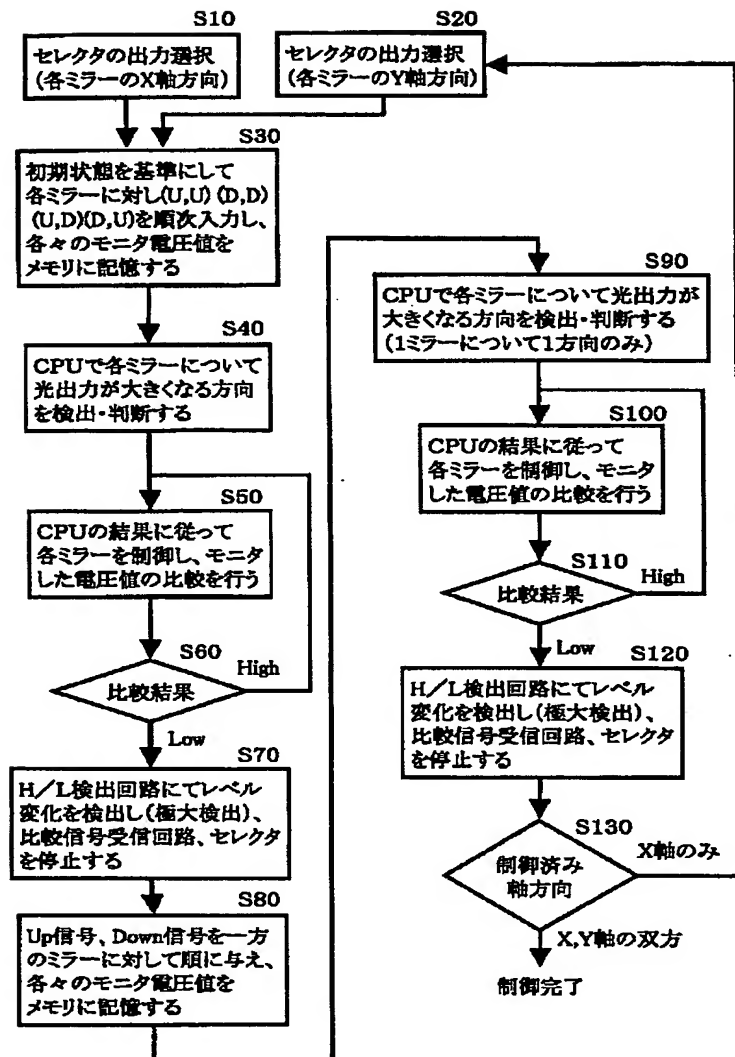 S10
セレクタの出力選択
(各ミラーのX軸方向)
S20
セレクタの出力選択
(各ミラーのY軸方向)
S30
初期状態を基準にして
各ミラーに対し(U,U) (D,D)
(U,D)(D,U)を順次入力し、
各々のモニタ電圧値を
メモリに記憶する
S40
CPUで各ミラーについて
光出力が大きくなる方向
を検出・判断する
S50
CPUの結果に従って
各ミラーを制御し、モニタ
した電圧値の比較を行う
S60
比較結果
High
Low
S70
H/L検出回路にてレベル
変化を検出し(極大検出)、
比較信号受信回路、セレクタ
を停止する
S80
Up信号、Down信号を一方
のミラーに対して順に与え、
各々のモニタ電圧値を
メモリに記憶する
S90
CPUで各ミラーについて光出力が
大きくなる方向を検出・判断する
(1ミラーについて1方向のみ)
S100
CPUの結果に従って
各ミラーを制御し、モニタ
した電圧値の比較を行う
S110
比較結果
High
Low
S120
H/L検出回路にてレベル
変化を検出し(極大検出)、
比較信号受信回路、セレクタ
を停止する
S130
制御済み
軸方向
X軸のみ
X,Y軸の双方
制御完了